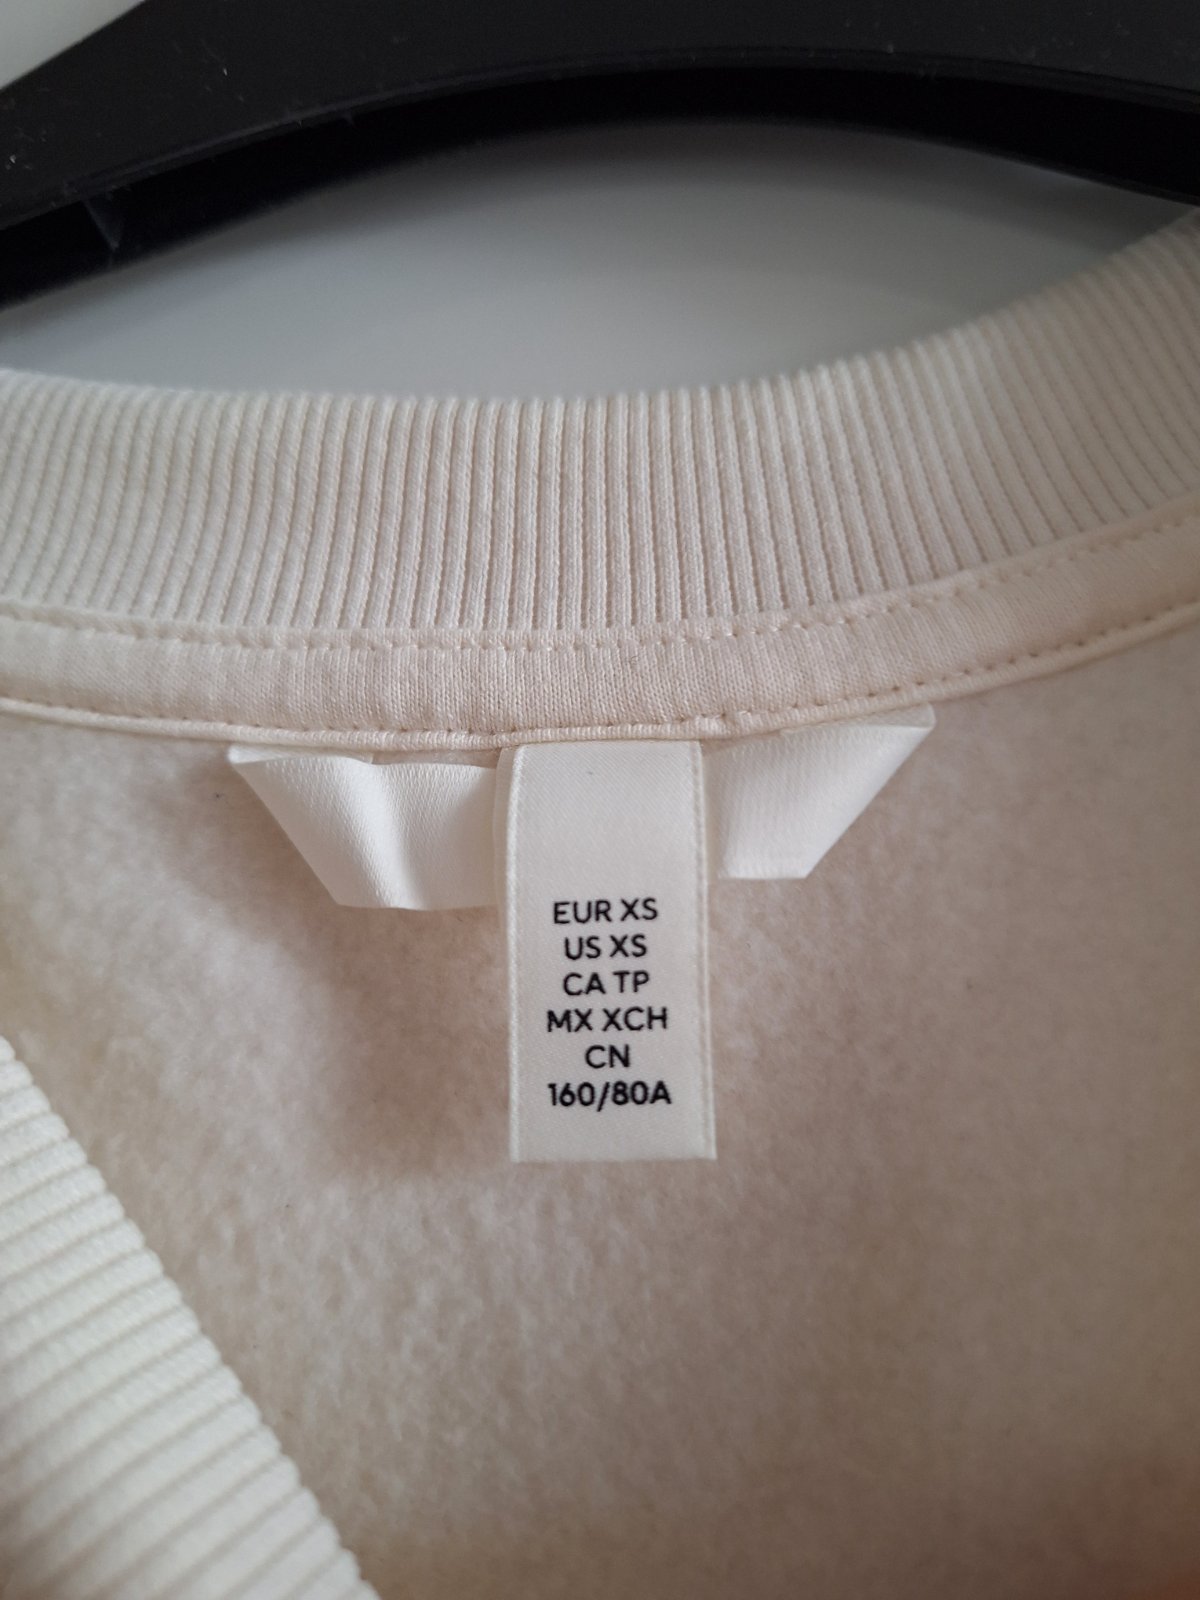 EUR XS
US XS
CA TP
MX XCH
CN
160/80A